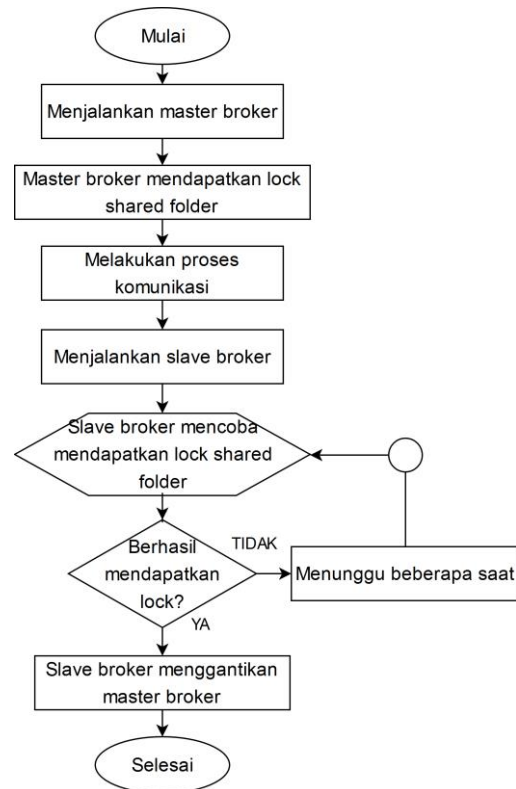 Mulai
Menjalankan master broker
Master broker mendapatkan lock
shared folder
Melakukan proses
komunikasi
Menjalankan slave broker
Slave broker mencoba
mendapatkan lock shared
folder
Berhasil
mendapatkan
lock?
TIDAK
Menunggu beberapa saat
YA
Slave broker menggantikan
master broker
Selesai